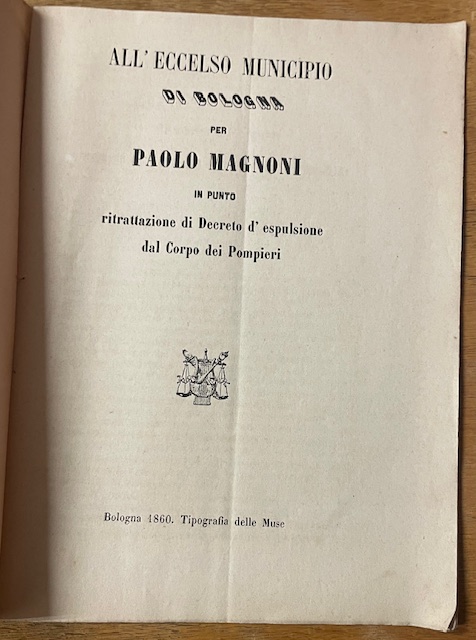 ALL' ECCELSO MUNICIPIO
DI BOLOGNA
PER
PAOLO MAGNONI
IN PUNTO
ritrattazione di Decreto d' espulsione
dal Corpo dei Pompieri
Bologna 1860. Tipografia delle Muse